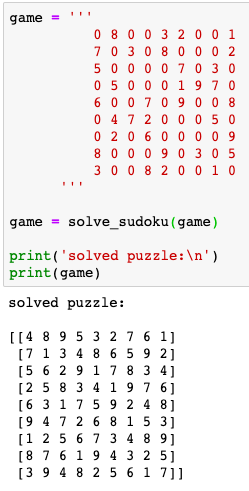 game = '''
0 8 0 0 3 2 0 0 1
7 0 3 0 8 0 0 0 2
5 0 0 0 0 7 0 3 0
0 5 0 0 0 1 9 7 0
6 0 0 7 0 9 0 0 8
0 4 7 2 0 0 0 5 0
0 2 0 6 0 0 0 0 9
8 0 0 0 9 0 3 0 5
3 0 0 8 2 0 0 1 0
'''
game = solve_sudoku(game)
print('solved puzzle:\n')
print(game)
solved puzzle:
[[4 8 9 5 3 2 7 6 1]
[7 1 3 4 8 6 5 9 2]
[5 6 2 9 1 7 8 3 4]
[2 5 8 3 4 1 9 7 6]
[6 3 1 7 5 9 2 4 8]
[9 4 7 2 6 8 1 5 3]
[1 2 5 6 7 3 4 8 9]
[8 7 6 1 9 4 3 2 5]
[3 9 4 8 2 5 6 1 7]]